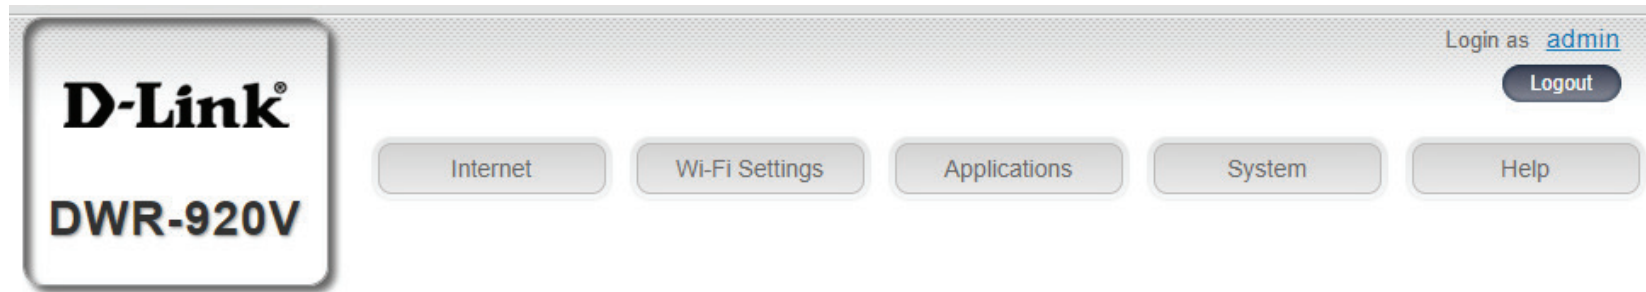 Login as admin
Logout
D-Link®
Internet Wi-Fi Settings Applications System Help
DWR-920V